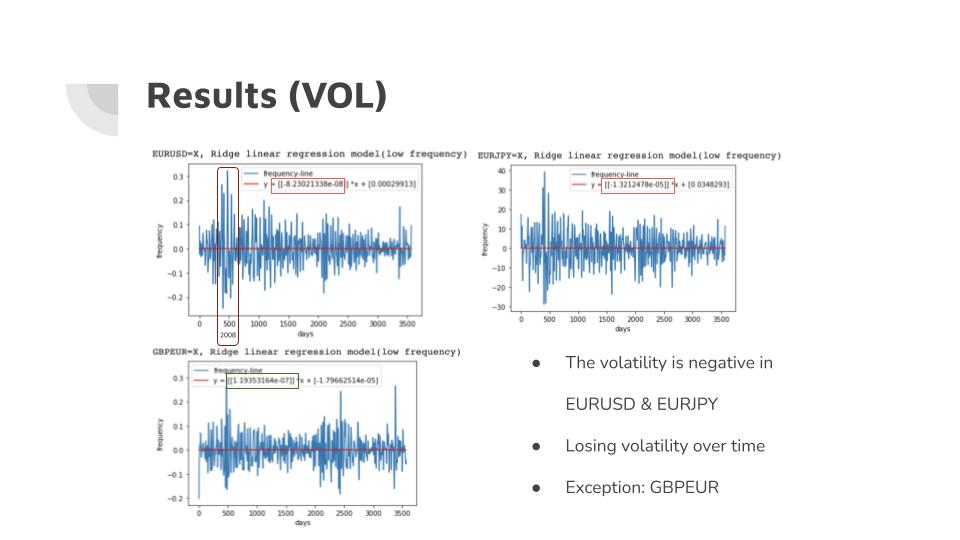 Results (VOL)
EURUSD=X, Ridge linear regression model(low frequency)
frequency-line
y = [[-8.23021338e-08]] *x + [0.00029913]
0.3
0.2
0.1
0.0
-0.1
-0.2
frequency
0 500 1000 1500 2000 2500 3000 3500
2008
days
EURJPY=X, Ridge linear regression model(low frequency)
frequency-line
y = [[-1.3212478e-05]] *x + [0.0348293]
40
30
20
10
0
-10
-20
-30
frequency
0 500 1000 1500 2000 2500 3000 3500
days
GBPEUR=X, Ridge linear regression model(low frequency)
frequency-line
y = [[1.19353164e-07]] *x + [-1.79662514e-05]
0.3
0.2
0.1
0.0
-0.1
-0.2
frequency
0 500 1000 1500 2000 2500 3000 3500
days
● The volatility is negative in
EURUSD & EURJPY
● Losing volatility over time
● Exception: GBPEUR